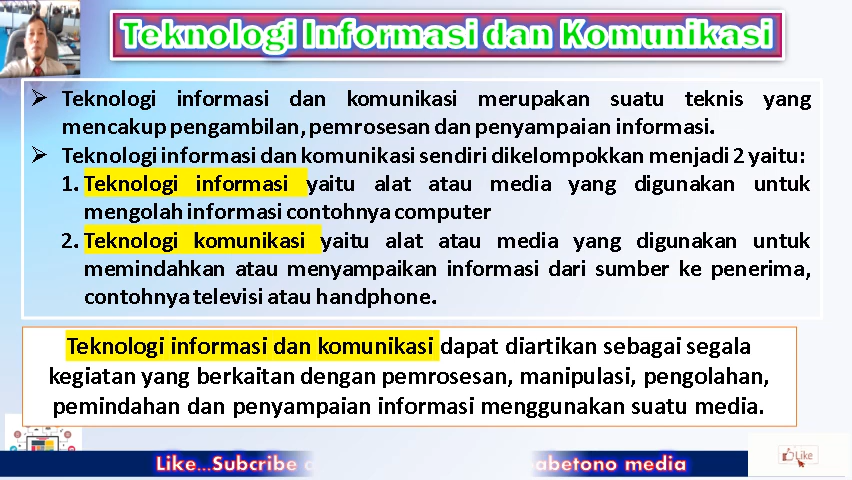 Teknologi Informasi dan Komunikasi
➢ Teknologi informasi dan komunikasi merupakan suatu teknis yang
mencakup pengambilan, pemrosesan dan penyampaian informasi.
➢ Teknologi informasi dan komunikasi sendiri dikelompokkan menjadi 2 yaitu:
1. Teknologi informasi yaitu alat atau media yang digunakan untuk
mengolah informasi contohnya computer
2. Teknologi komunikasi yaitu alat atau media yang digunakan untuk
memindahkan atau menyampaikan informasi dari sumber ke penerima,
contohnya televisi atau handphone.
Teknologi informasi dan komunikasi dapat diartikan sebagai segala
kegiatan yang berkaitan dengan pemrosesan, manipulasi, pengolahan,
pemindahan dan penyampaian informasi menggunakan suatu media.
Like...Subcribe abetono media
Like